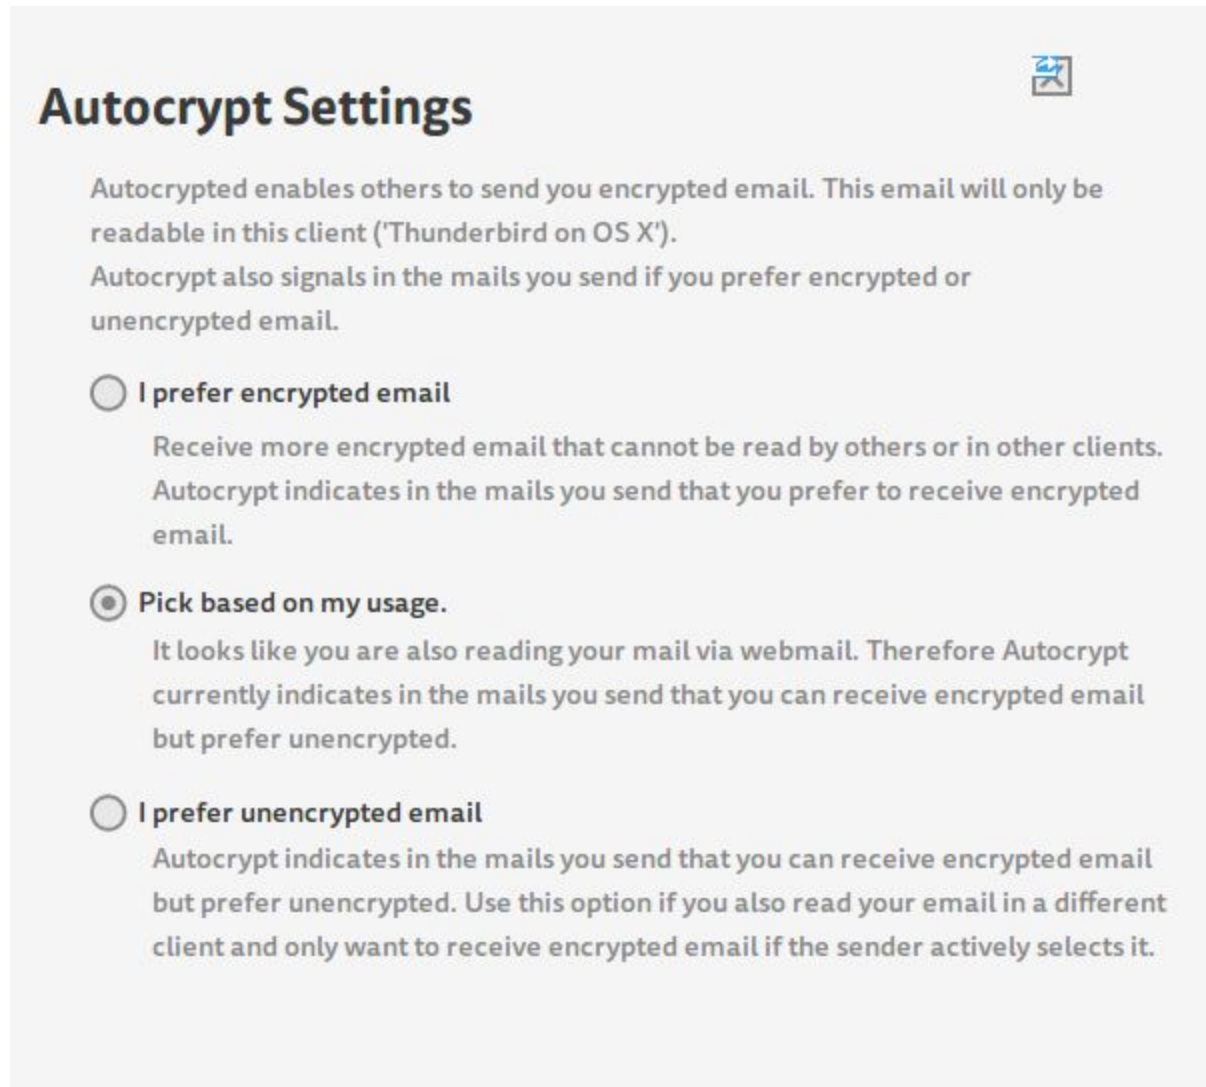 Autocrypt Settings
Autocrypted enables others to send you encrypted email. This email will only be
readable in this client ('Thunderbird on OS X').
Autocrypt also signals in the mails you send if you prefer encrypted or
unencrypted email.
I prefer encrypted email
Receive more encrypted email that cannot be read by others or in other clients.
Autocrypt indicates in the mails you send that you prefer to receive encrypted
email.
Pick based on my usage.
It looks like you are also reading your mail via webmail. Therefore Autocrypt
currently indicates in the mails you send that you can receive encrypted email
but prefer unencrypted.
I prefer unencrypted email
Autocrypt indicates in the mails you send that you can receive encrypted email
but prefer unencrypted. Use this option if you also read your email in a different
client and only want to receive encrypted email if the sender actively selects it.